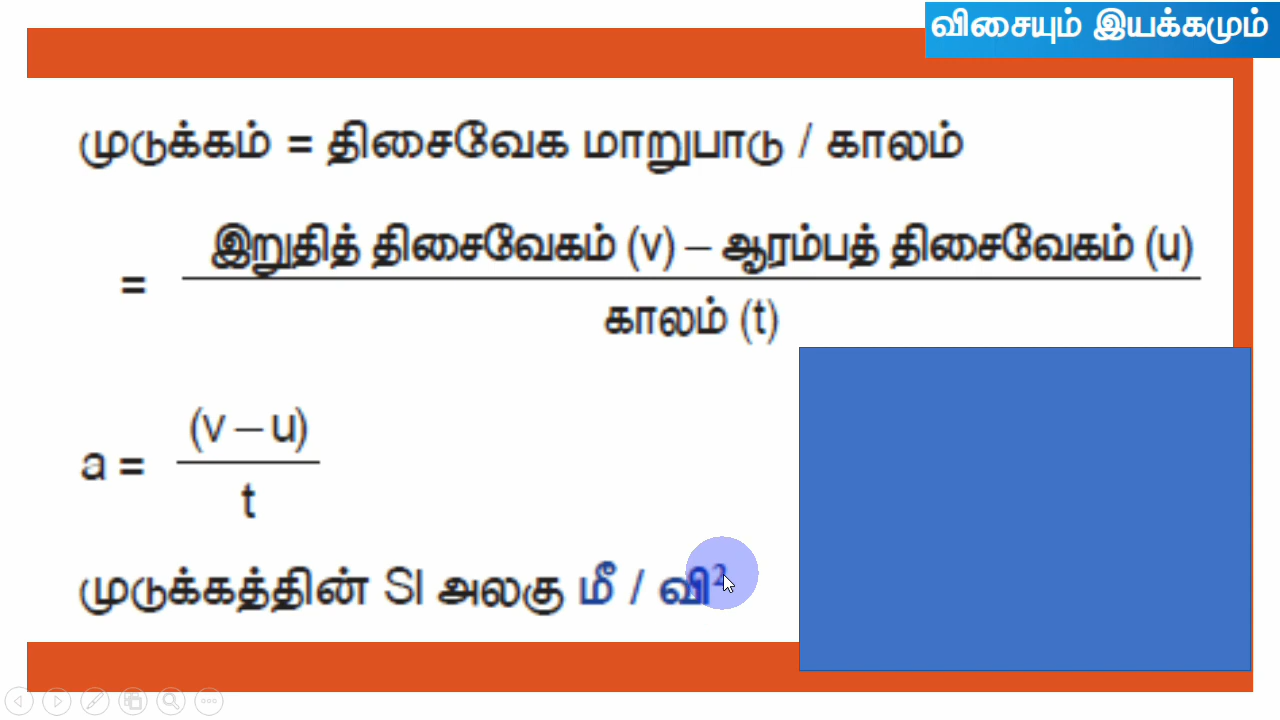 விசையும் இயக்கமும்
முடுக்கம் = திசைவேக மாறுபாடு / காலம்
= இறுதித் திசைவேகம் (v) – ஆரம்பத் திசைவேகம் (u)
காலம் (t)
(v – u)
a =
t
முடுக்கத்தின் SI அலகு மீ / வி²